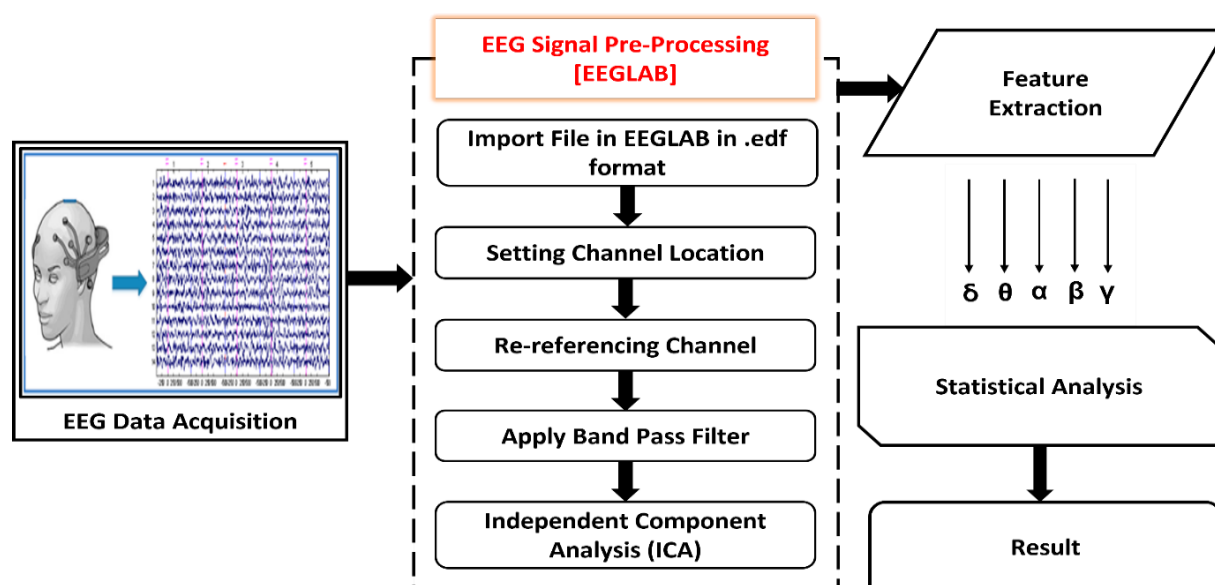 EEG Data Acquisition
EEG Signal Pre-Processing
[EEGLAB]
Import File in EEGLAB in .edf
format
Setting Channel Location
Re-referencing Channel
Apply Band Pass Filter
Independent Component
Analysis (ICA)
Feature
Extraction
δ θ α β γ
Statistical Analysis
Result